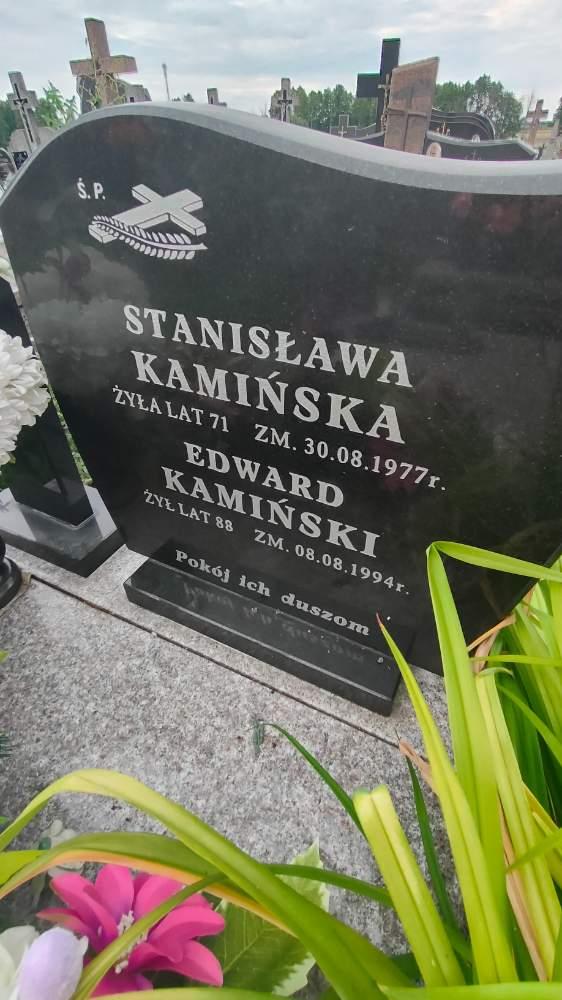 Ś.P.
STANISŁAWA
KAMIŃSKA
ŻYŁA LAT 71 ZM. 30.08.1977r.
EDWARD
KAMIŃSKI
ŻYŁ LAT 88 ZM. 08.08.1994r.
Pokój ich duszom